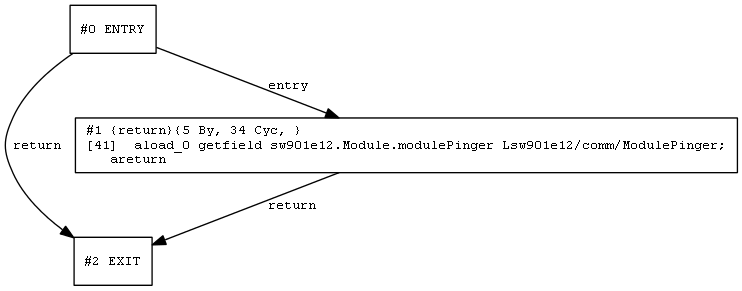 #0 ENTRY
entry
#1 {return}{5 By, 34 Cyc, }
[41]  aload_0 getfield sw901e12.Module.modulePinger Lsw901e12/comm/ModulePinger;
areturn
return
return
#2 EXIT